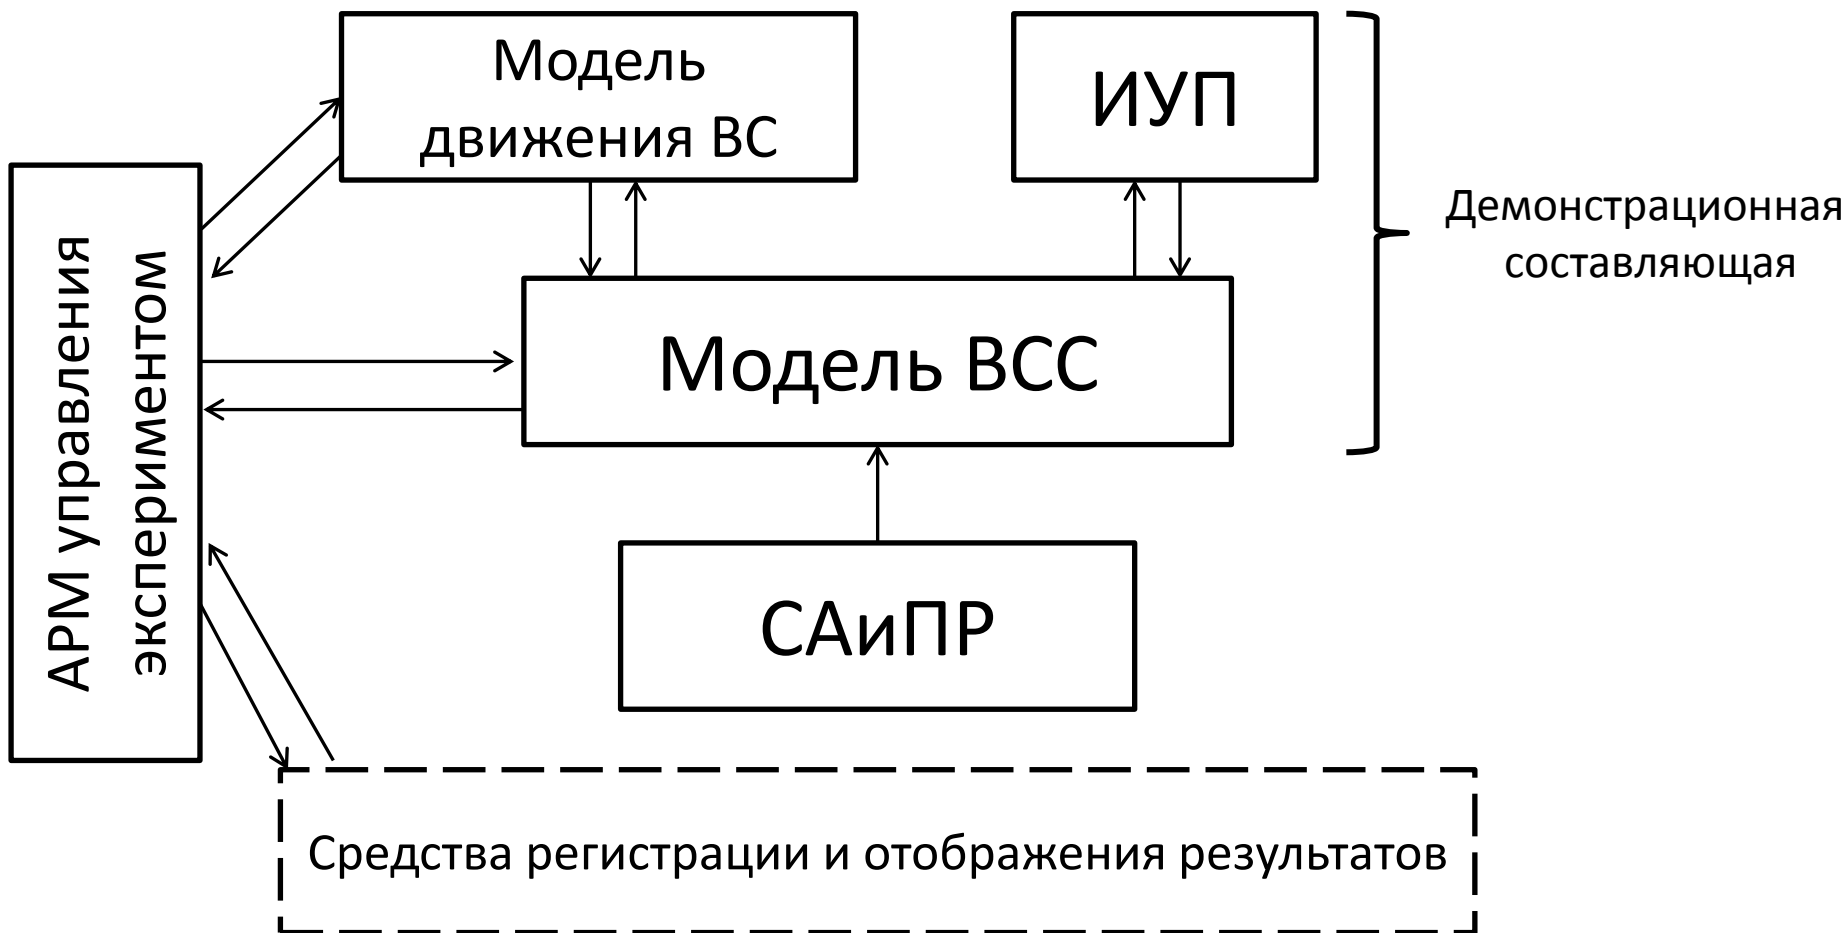 Модель
движения ВС
ИУП
Демонстрационная
составляющая
АРМ управления
экспериментом
Модель ВСС
САиПР
Средства регистрации и отображения результатов